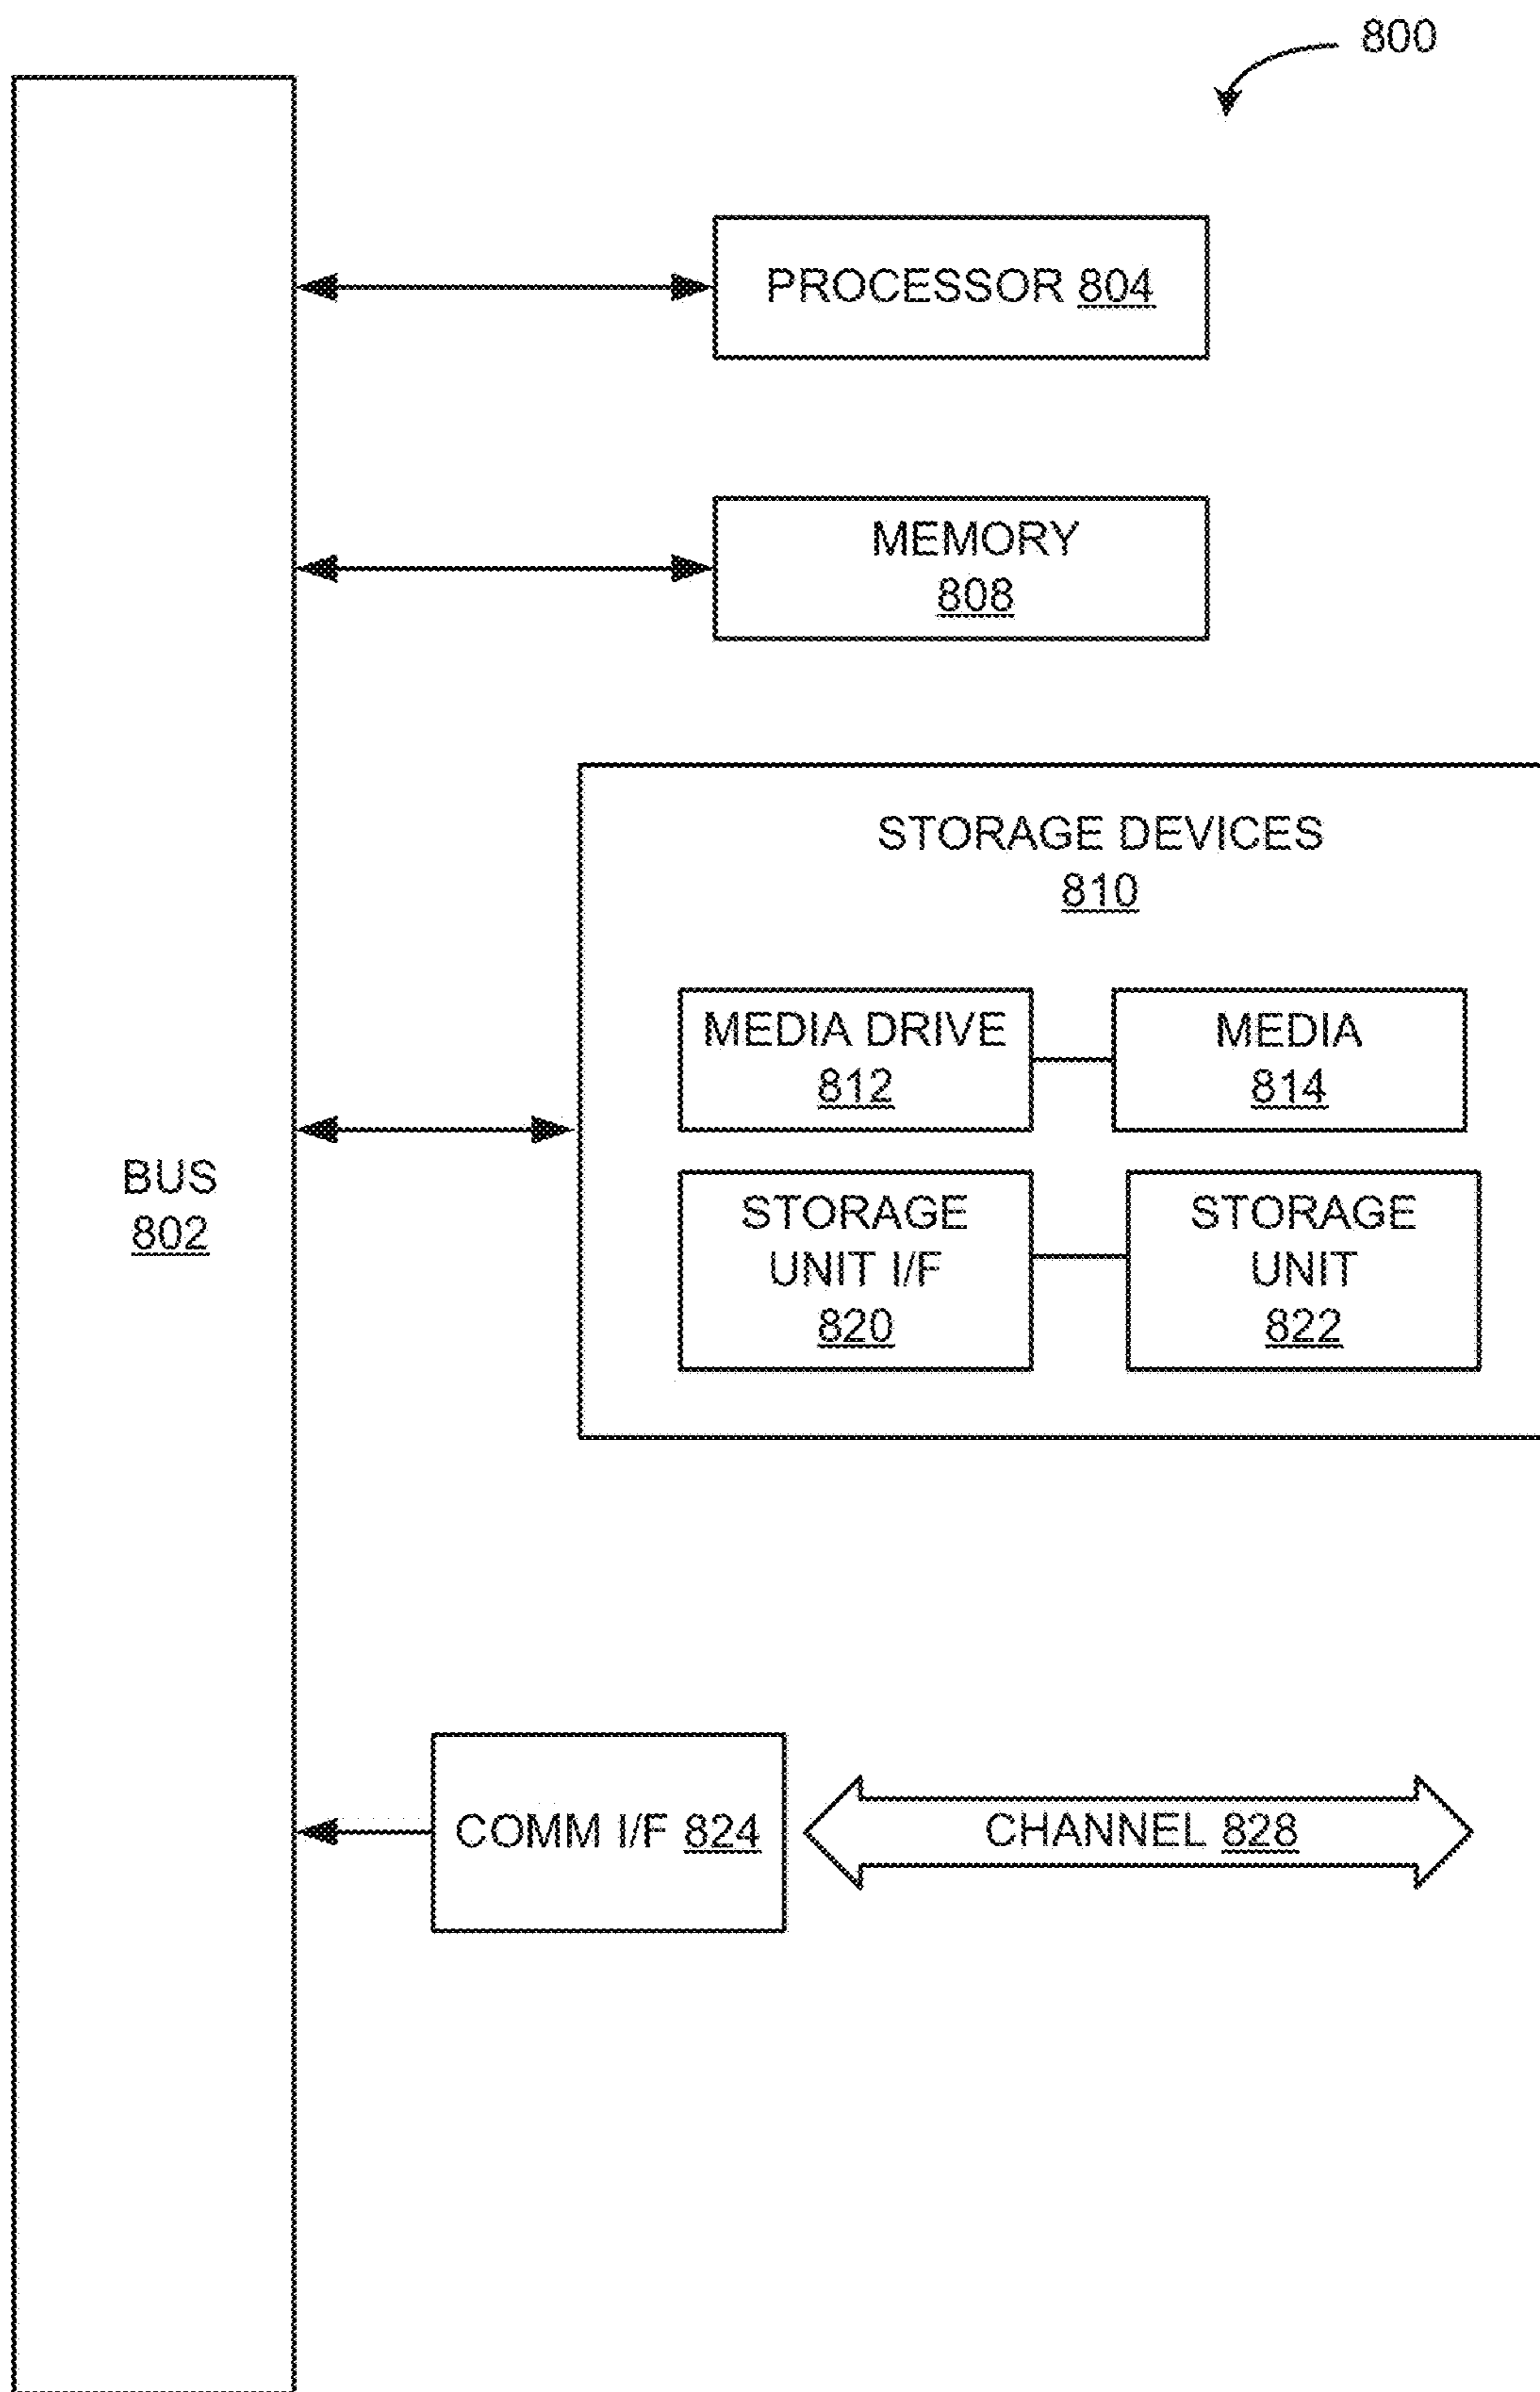 800
PROCESSOR 804
MEMORY
808
STORAGE DEVICES
810
MEDIA DRIVE
812
MEDIA
814
BUS
802
STORAGE
UNIT I/F
820
STORAGE
UNIT
822
COMM I/F 824
CHANNEL 828